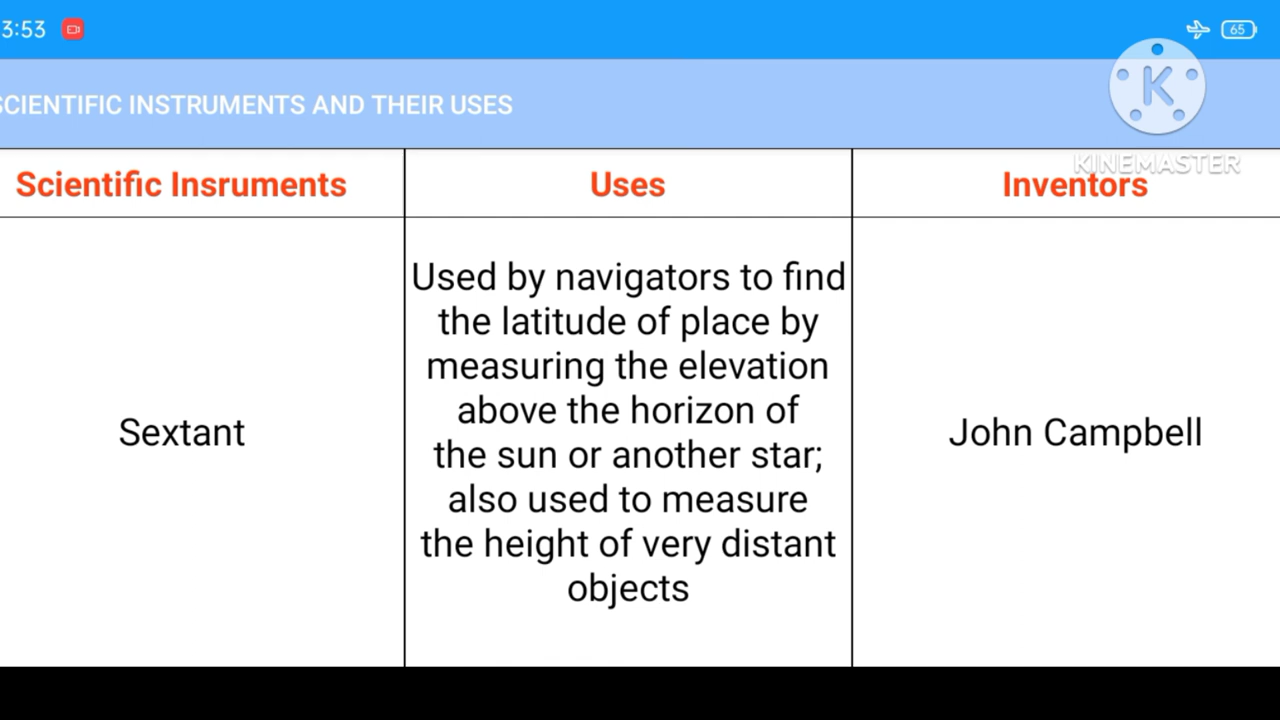 3:53
65
SCIENTIFIC INSTRUMENTS AND THEIR USES
K
KINEMASTER
Scientific Insruments
Uses
Inventors
Sextant
Used by navigators to find
the latitude of place by
measuring the elevation
above the horizon of
the sun or another star;
also used to measure
the height of very distant
objects
John Campbell